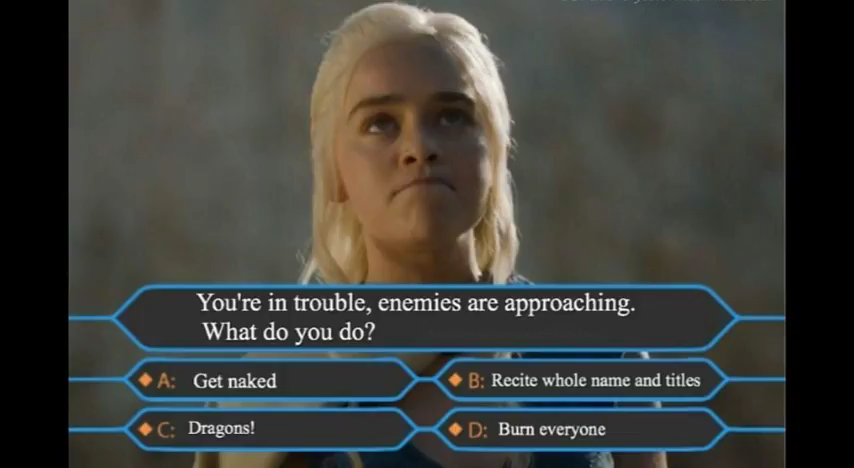 You're in trouble, enemies are approaching.
What do you do?
A: Get naked
B: Recite whole name and titles
C: Dragons!
D: Burn everyone